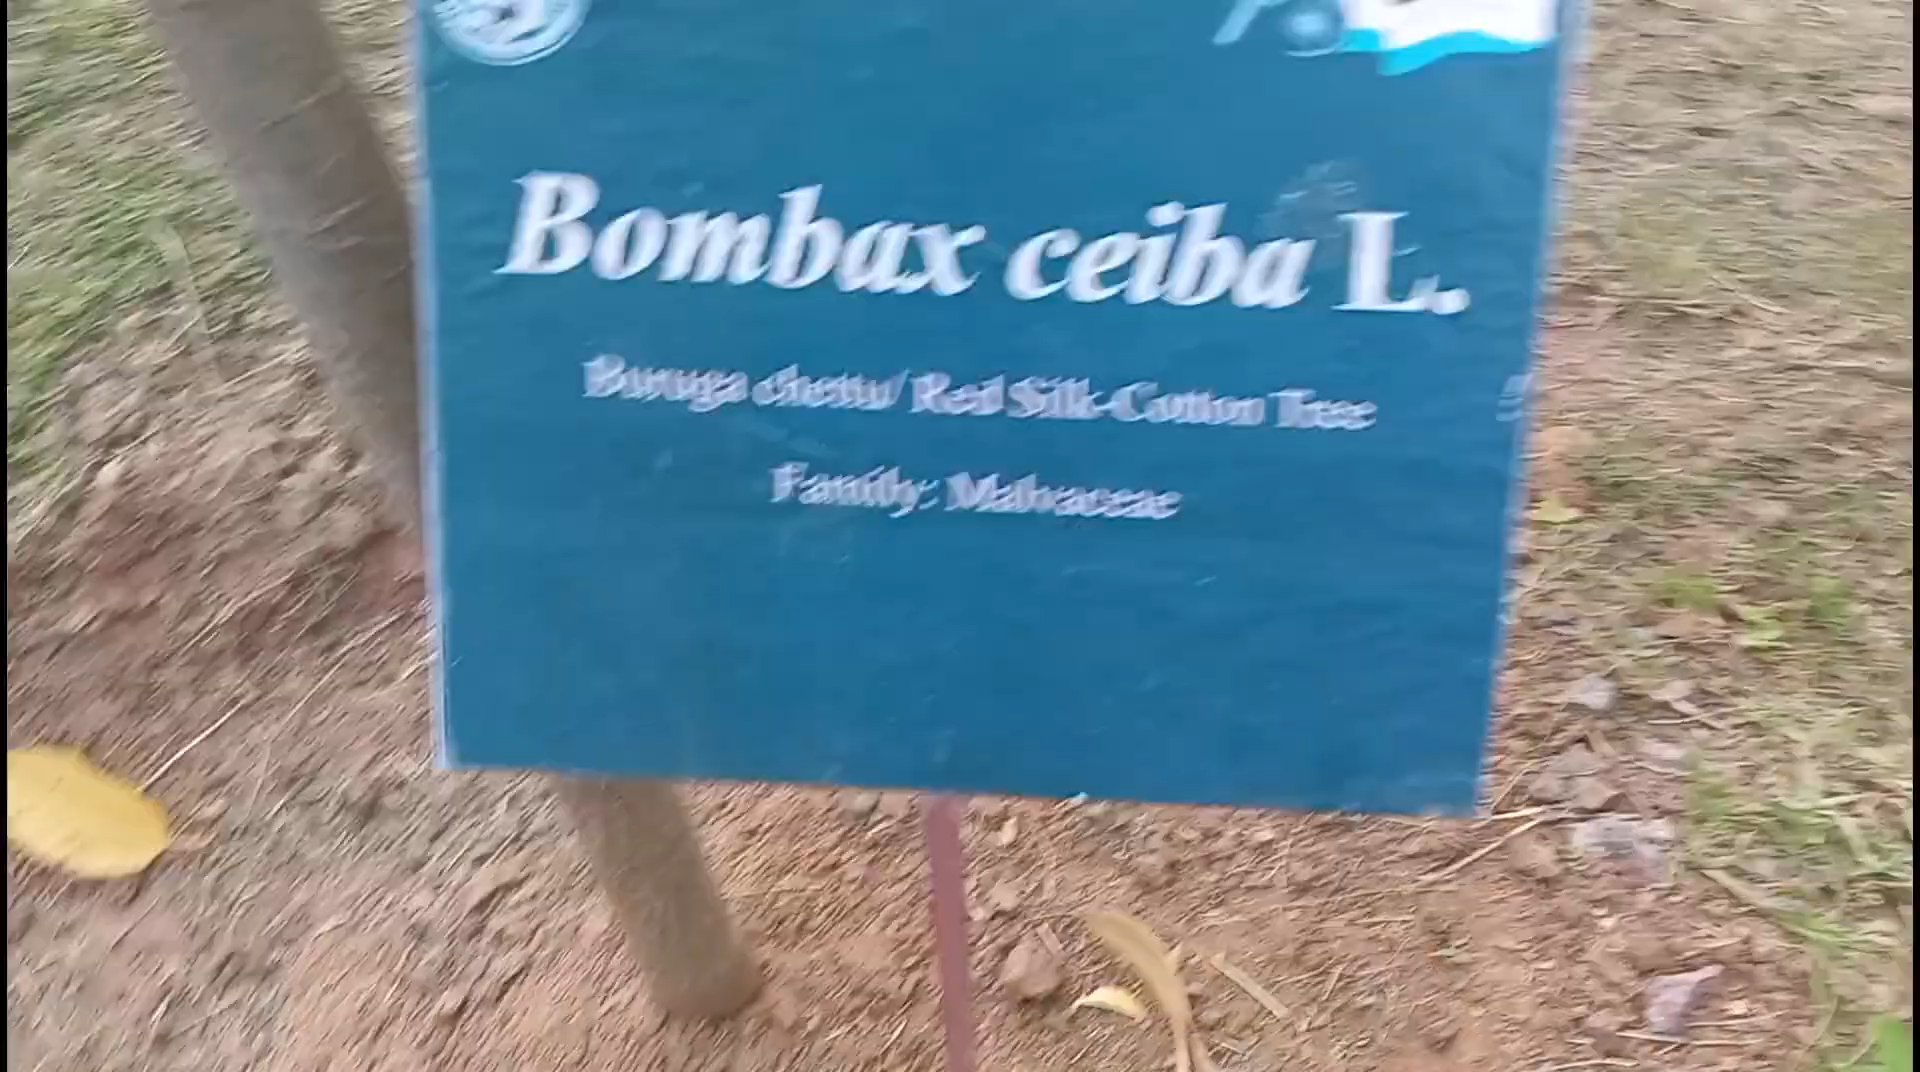 Bombax ceiba L.
Buruga chettu/ Red Silk-Cotton Tree
Family: Malvaceae